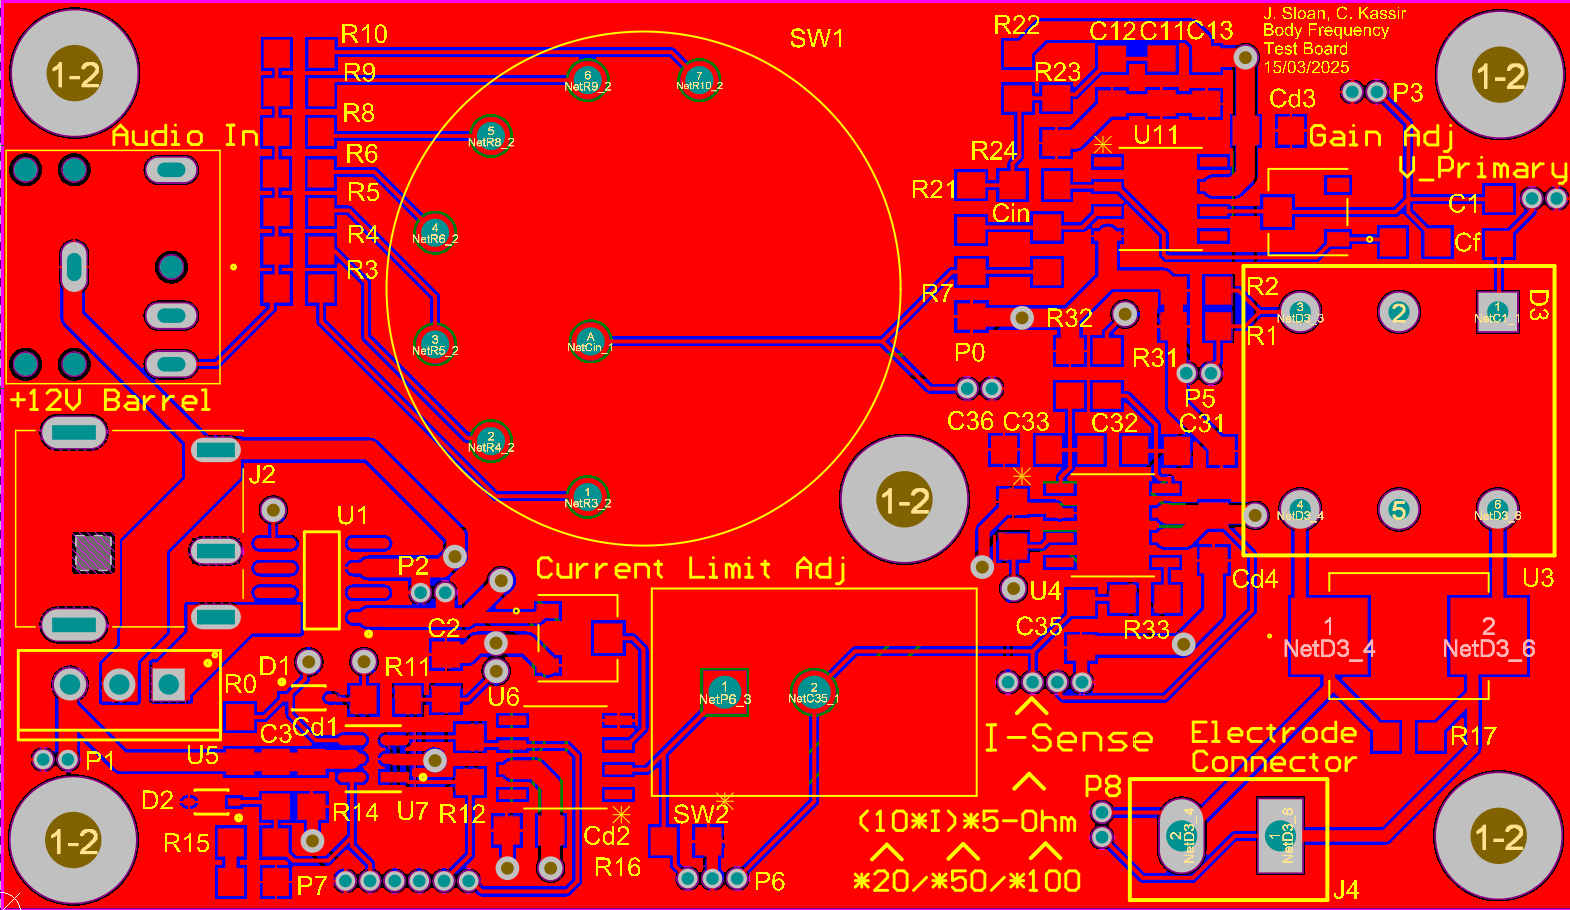 R10
SW1
R22
C12
C11
C13
J. Sloan, C. Kassir
Body Frequency
Test Board
15/03/2025
1-2
R9
6
NetR9_2
7
NetR10_2
R23
Cd3
P3
1-2
Audio In
R8
5
NetR8_2
R24
U11
Gain Adj
V_Primary
R6
R5
R21
Cin
C1
R4
4
NetR6_2
Cf
R3
R7
R2
R1
D3
R32
3
NetD3_3
2
1
NetC1_1
3
NetR5_2
A
NetCin_1
P0
R31
P5
+12V Barrel
C36
C33
C32
C31
2
NetR4_2
J2
1
NetR3_2
1-2
4
NetD3_4
5
6
NetD3_6
U1
P2
Current Limit Adj
U4
Cd4
U3
C2
C35
R33
1
NetD3_4
2
NetD3_6
D1
R11
R0
U6
1
NetP6_3
2
NetC35_1
C3
Cd1
U5
P1
I-Sense
Electrode
Connector
R17
D2
R14
U7
R12
Cd2
SW2
P8
1-2
R15
(10*I)*5-Ohm
2
NetD3_4
1
NetD3_6
1-2
P7
R16
P6
*20/*50/*100
J4